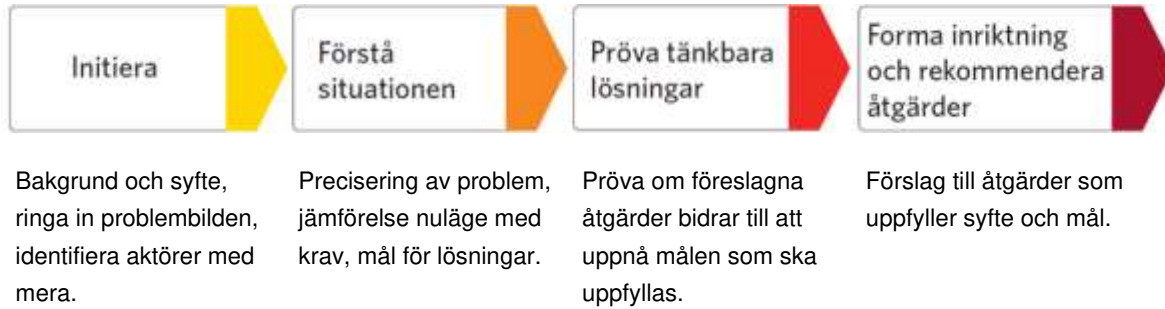 Initiera
Bakgrund och syfte,
ringa in problembilden,
identifiera aktörer med
mera.
Förstå
situationen
Precisering av problem,
jämförelse nuläge med
krav, mål för lösningar.
Pröva tänkbara
lösningar
Pröva om föreslagna
åtgärder bidrar till att
uppnå målen som ska
uppfyllas.
Forma inriktning
och rekommendera
åtgärder
Förslag till åtgärder som
uppfyller syfte och mål.